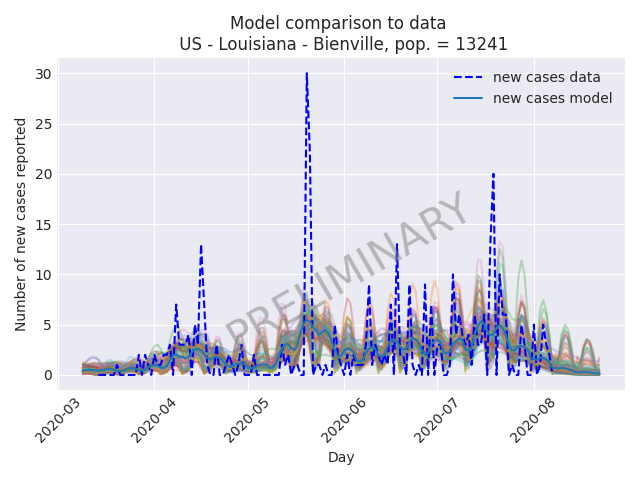 Model comparison to data
US - Louisiana - Bienville, pop. = 13241
new cases data
new cases model
Number of new cases reported
30
25
20
15
10
5
0
PRELIMINARY
2020-03
2020-04
2020-05
2020-06
2020-07
2020-08
Day